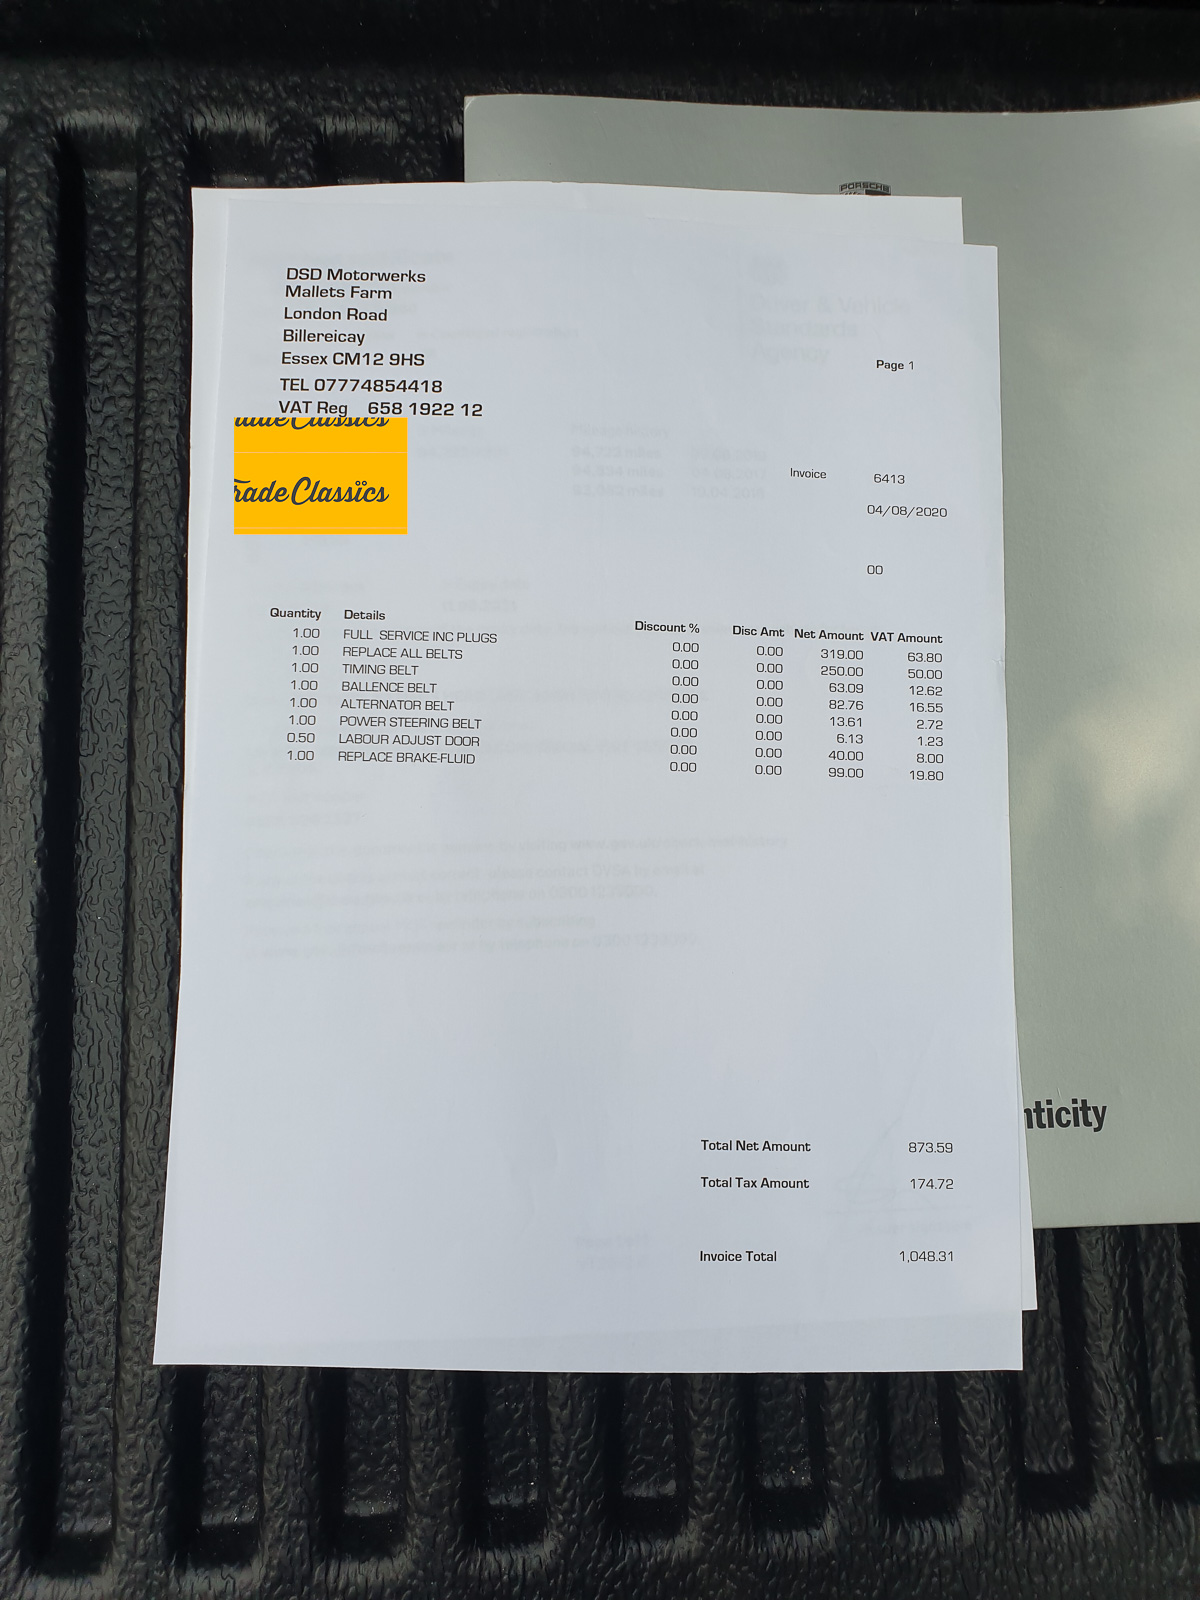 PORSCHE
DSD Motorwerks
Mallets Farm
London Road
Billereicay
Essex CM12 9HS
TEL 07774854418
VAT Reg 658 1922 12
Page 1
Trade Classics
Invoice 6413
04/08/2020
00
Quantity Details Discount % Disc Amt Net Amount VAT Amount
1.00 FULL SERVICE INC PLUGS 0.00 0.00 319.00 63.80
1.00 REPLACE ALL BELTS 0.00 0.00 250.00 50.00
1.00 TIMING BELT 0.00 0.00 63.09 12.62
1.00 BALLENCE BELT 0.00 0.00 82.76 16.55
1.00 ALTERNATOR BELT 0.00 0.00 13.61 2.72
1.00 POWER STEERING BELT 0.00 0.00 6.13 1.23
0.50 LABOUR ADJUST DOOR 0.00 0.00 40.00 8.00
1.00 REPLACE BRAKE-FLUID 0.00 0.00 99.00 19.80
nticity
Total Net Amount 873.59
Total Tax Amount 174.72
Invoice Total 1,048.31